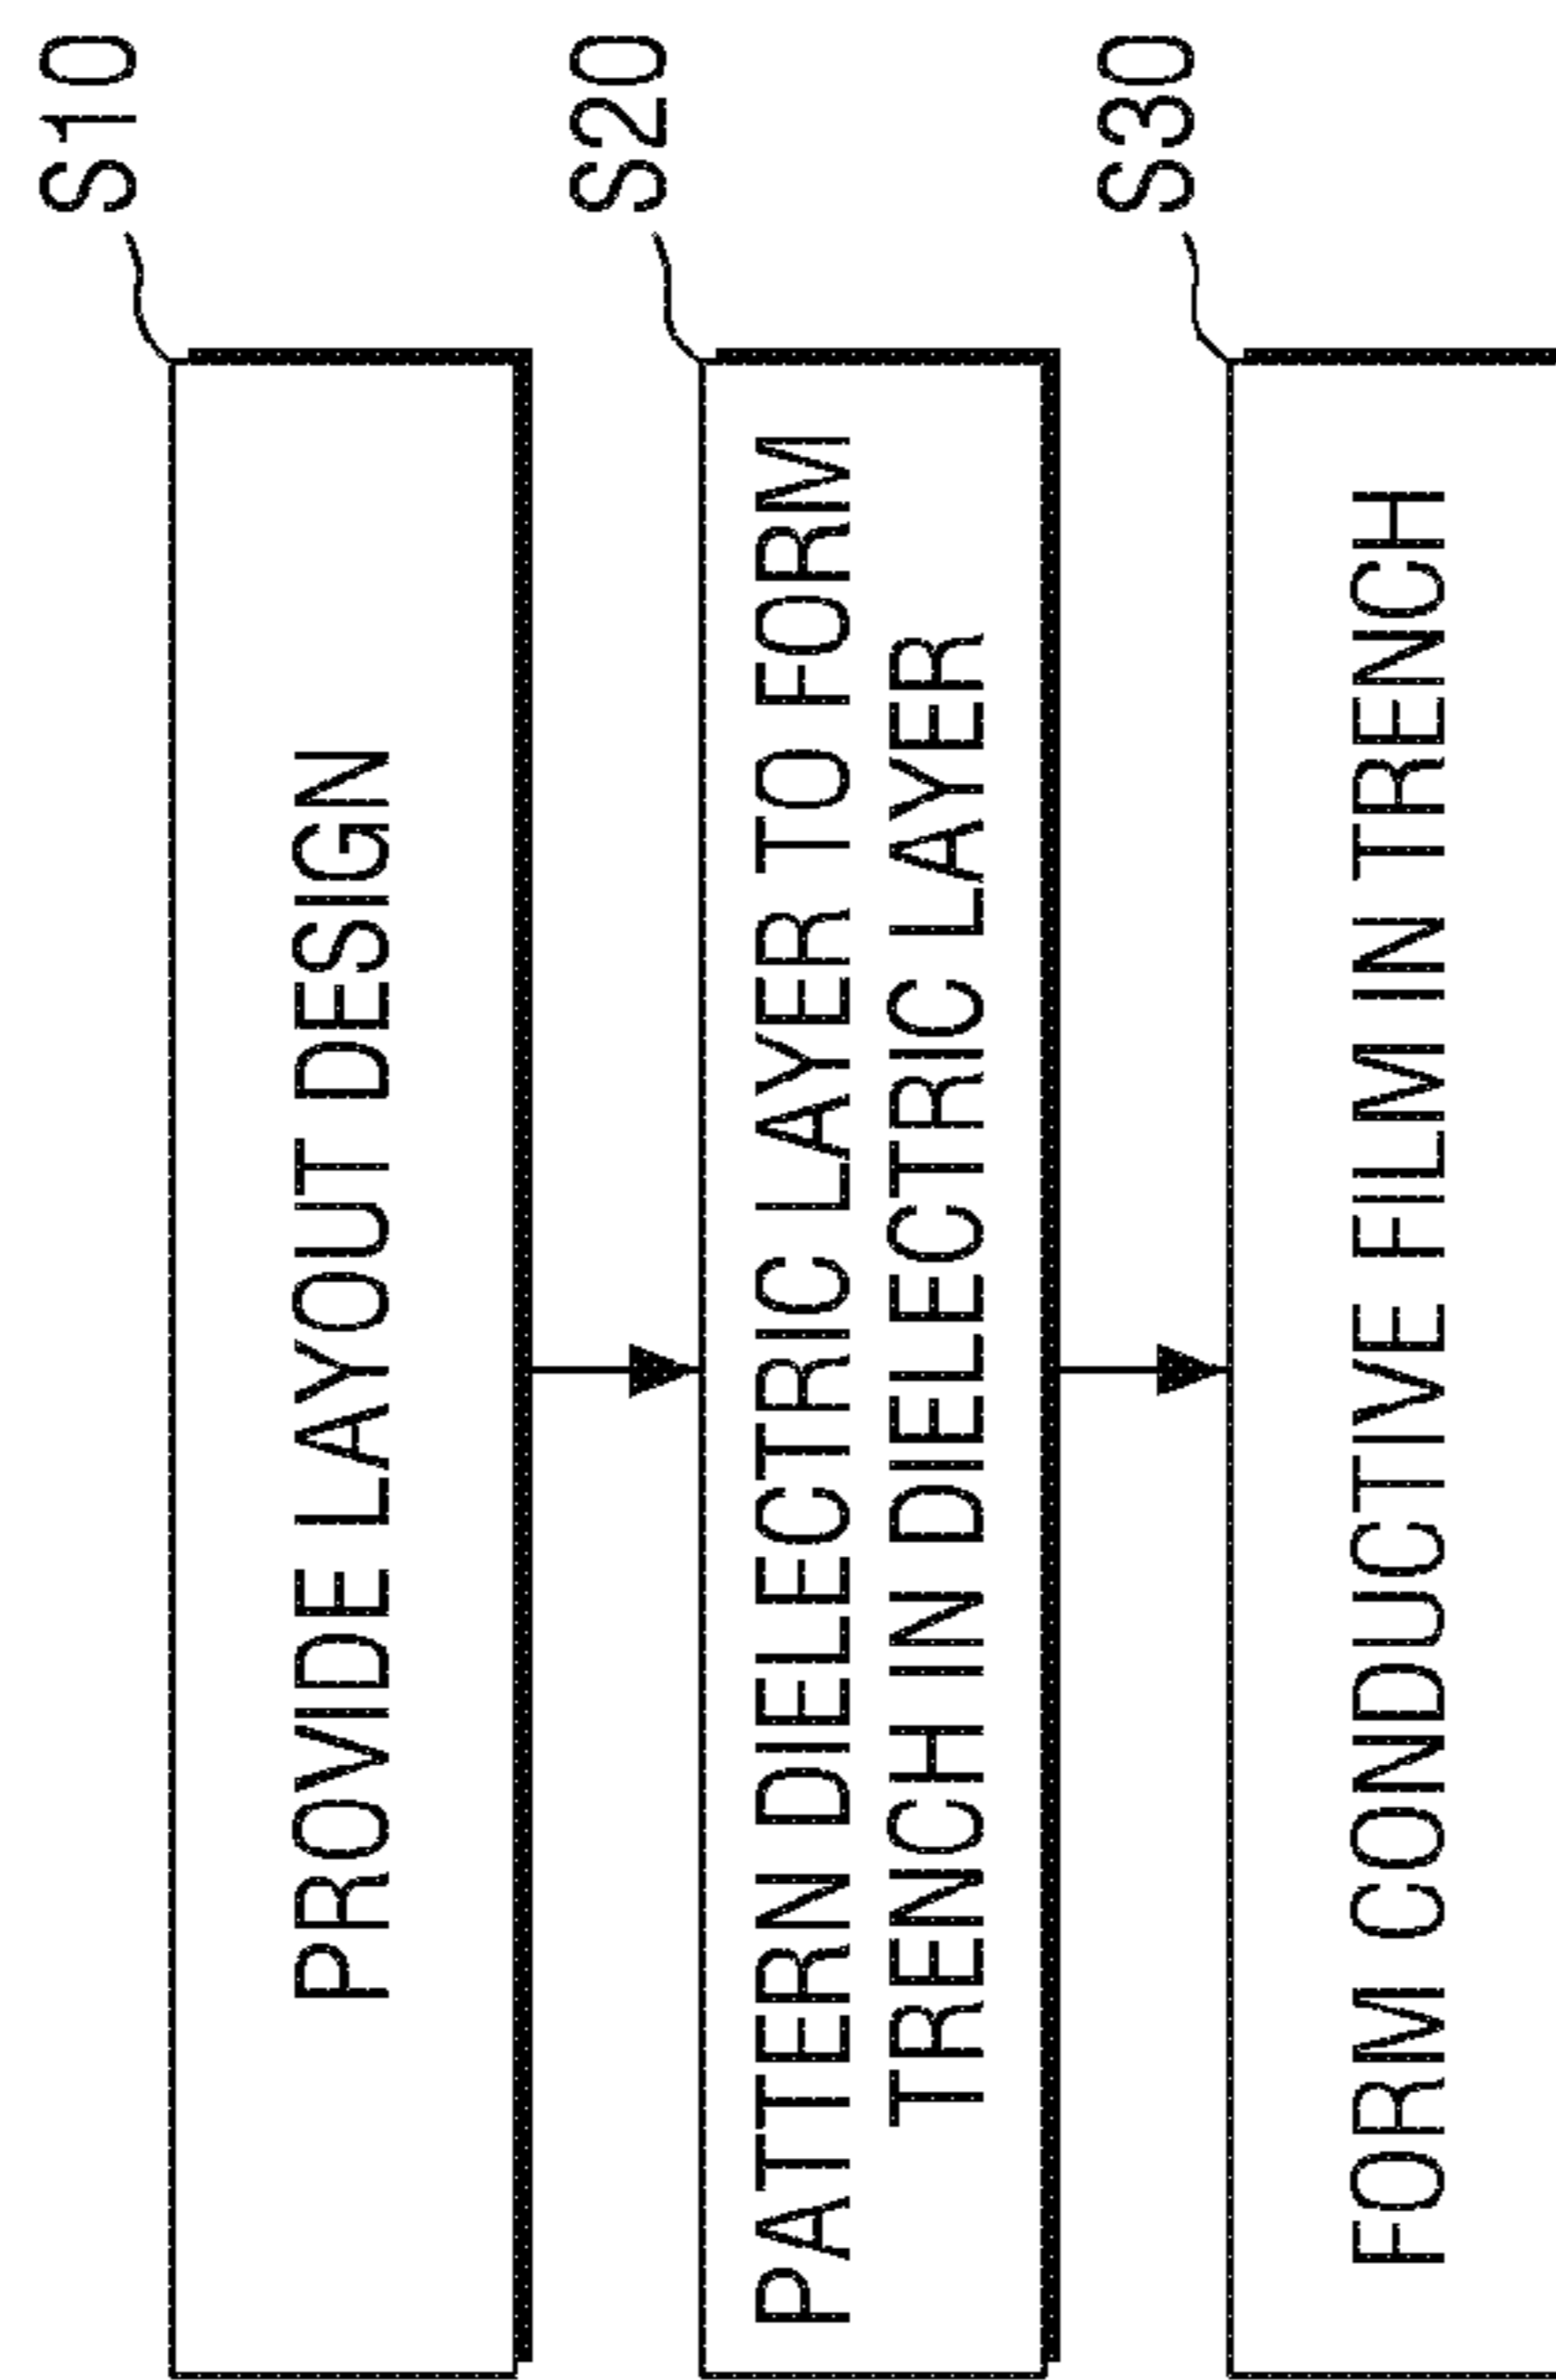 S10
PROVIDE LAYOUT DESIGN
S20
PATTERN DIELECTRIC LAYER TO FORM
TRENCH IN DIELECTRIC LAYER
S30
FORM CONDUCTIVE FILM IN TRENCH